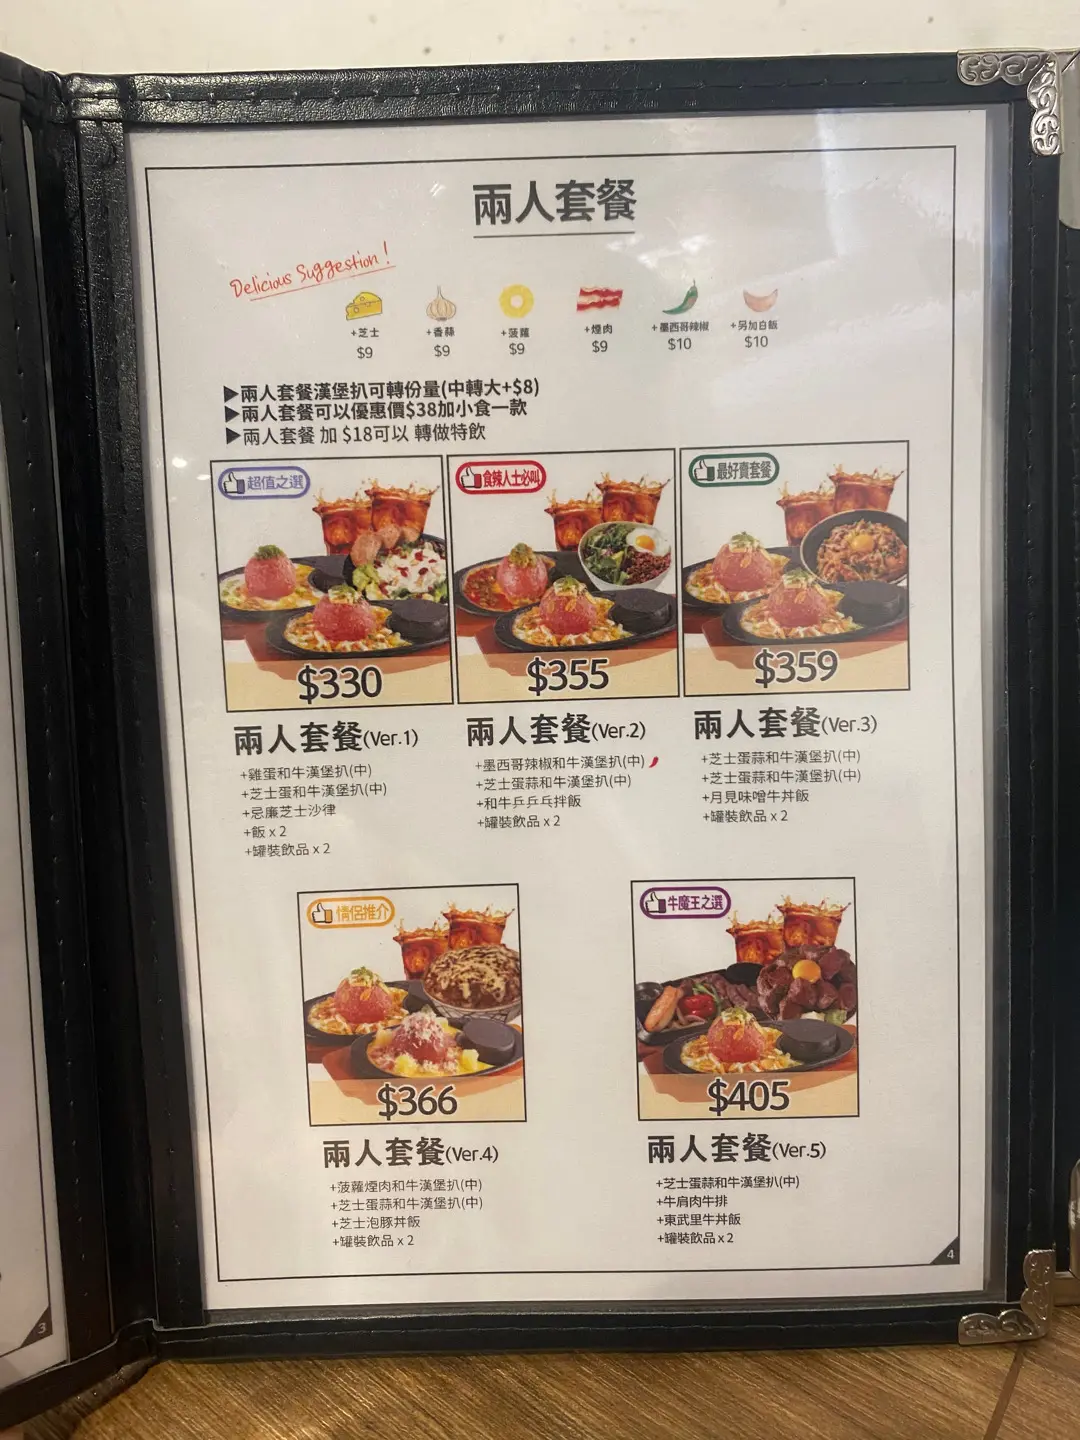 兩人套餐
Delicious Suggestion!
+芝士 +香蒜 +菠蘿 +煙肉 +墨西哥辣椒 +另加白飯
$9 $9 $9 $9 $10 $10
▶兩人套餐漢堡扒可轉份量(中轉大+$8)
▶兩人套餐可以優惠價$38加小食一款
▶兩人套餐 加 $18可以 轉做特飲
超值之選
$330
兩人套餐(Ver.1)
+雞蛋和牛漢堡扒(中)
+芝士蛋和牛漢堡扒(中)
+忌廉芝士沙律
+飯 x 2
+罐裝飲品 x 2
食辣人士必叫
$355
兩人套餐(Ver.2)
+墨西哥辣椒和牛漢堡扒(中)
+芝士蛋蒜和牛漢堡扒(中)
+和牛乒乒乓拌飯
+罐裝飲品 x 2
最好賣套餐
$359
兩人套餐(Ver.3)
+芝士蛋蒜和牛漢堡扒(中)
+芝士蛋蒜和牛漢堡扒(中)
+月見味噌牛丼飯
+罐裝飲品 x 2
情侶推介
$366
兩人套餐(Ver.4)
+菠蘿煙肉和牛漢堡扒(中)
+芝士蛋蒜和牛漢堡扒(中)
+芝士泡豚丼飯
+罐裝飲品 x 2
牛魔王之選
$405
兩人套餐(Ver.5)
+芝士蛋蒜和牛漢堡扒(中)
+牛肩肉牛排
+東武里牛丼飯
+罐裝飲品 x 2
4
3